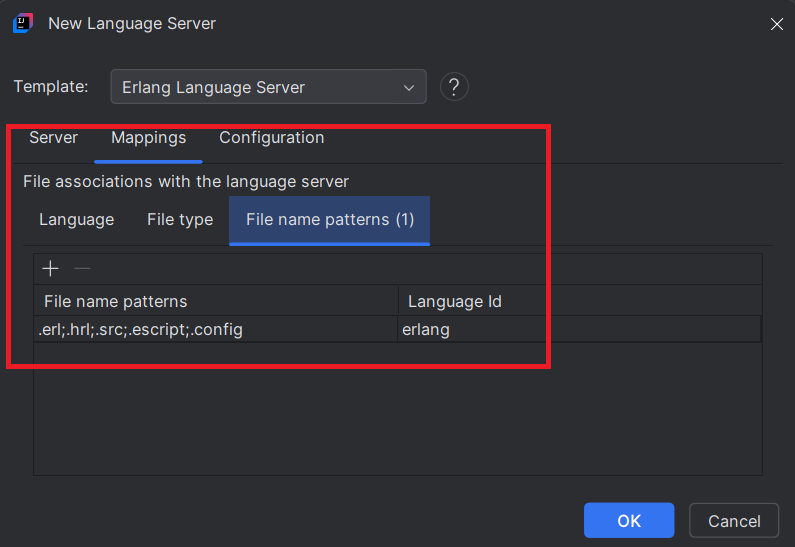 New Language Server
Template: Erlang Language Server ?
Server Mappings Configuration
File associations with the language server
Language File type File name patterns (1)
File name patterns Language Id
.erl;.hrl;.src;.escript;.config erlang
OK Cancel